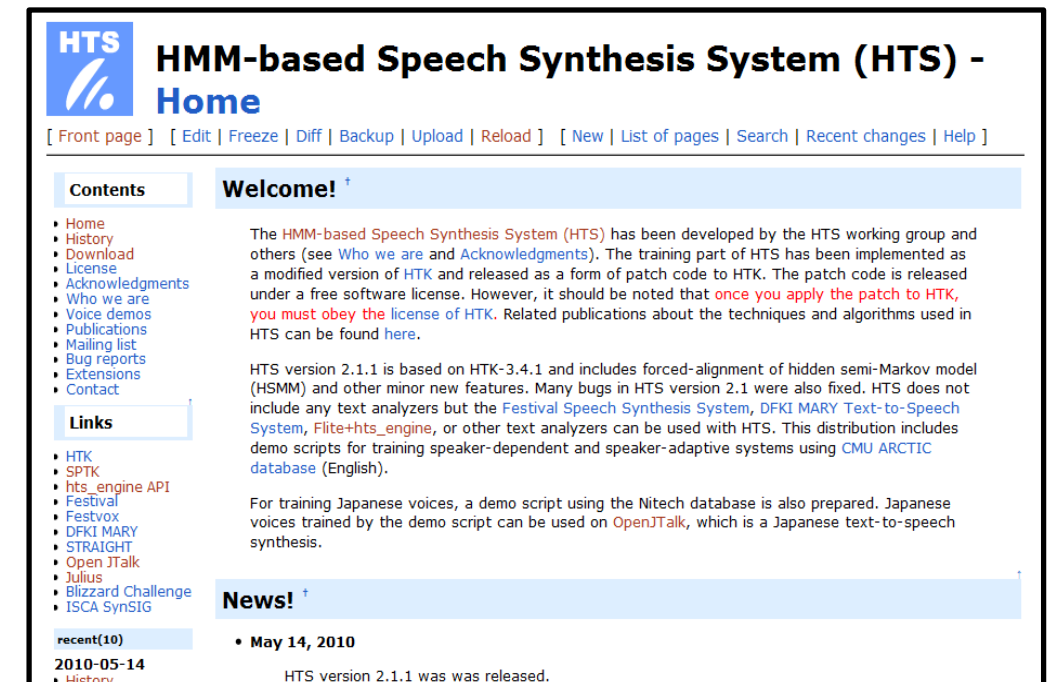 HTS
HMM-based Speech Synthesis System (HTS) -
Home
[ Front page ] [ Edit | Freeze | Diff | Backup | Upload | Reload ] [ New | List of pages | Search | Recent changes | Help ]
Contents
Home
History
Download
License
Acknowledgments
Who we are
Voice demos
Publications
Mailing list
Bug reports
Extensions
Contact
↑
Links
HTK
SPTK
hts_engine API
Festival
Festvox
DFKI MARY
STRAIGHT
Open JTalk
Julius
Blizzard Challenge
ISCA SynSIG
recent(10)
2010-05-14
History
Welcome! †
The HMM-based Speech Synthesis System (HTS) has been developed by the HTS working group and
others (see Who we are and Acknowledgments). The training part of HTS has been implemented as
a modified version of HTK and released as a form of patch code to HTK. The patch code is released
under a free software license. However, it should be noted that once you apply the patch to HTK,
you must obey the license of HTK. Related publications about the techniques and algorithms used in
HTS can be found here.
HTS version 2.1.1 is based on HTK-3.4.1 and includes forced-alignment of hidden semi-Markov model
(HSMM) and other minor new features. Many bugs in HTS version 2.1 were also fixed. HTS does not
include any text analyzers but the Festival Speech Synthesis System, DFKI MARY Text-to-Speech
System, Flite+hts_engine, or other text analyzers can be used with HTS. This distribution includes
demo scripts for training speaker-dependent and speaker-adaptive systems using CMU ARCTIC
database (English).
For training Japanese voices, a demo script using the Nitech database is also prepared. Japanese
voices trained by the demo script can be used on OpenJTalk, which is a Japanese text-to-speech
synthesis.
↑
News! †
• May 14, 2010
HTS version 2.1.1 was was released.